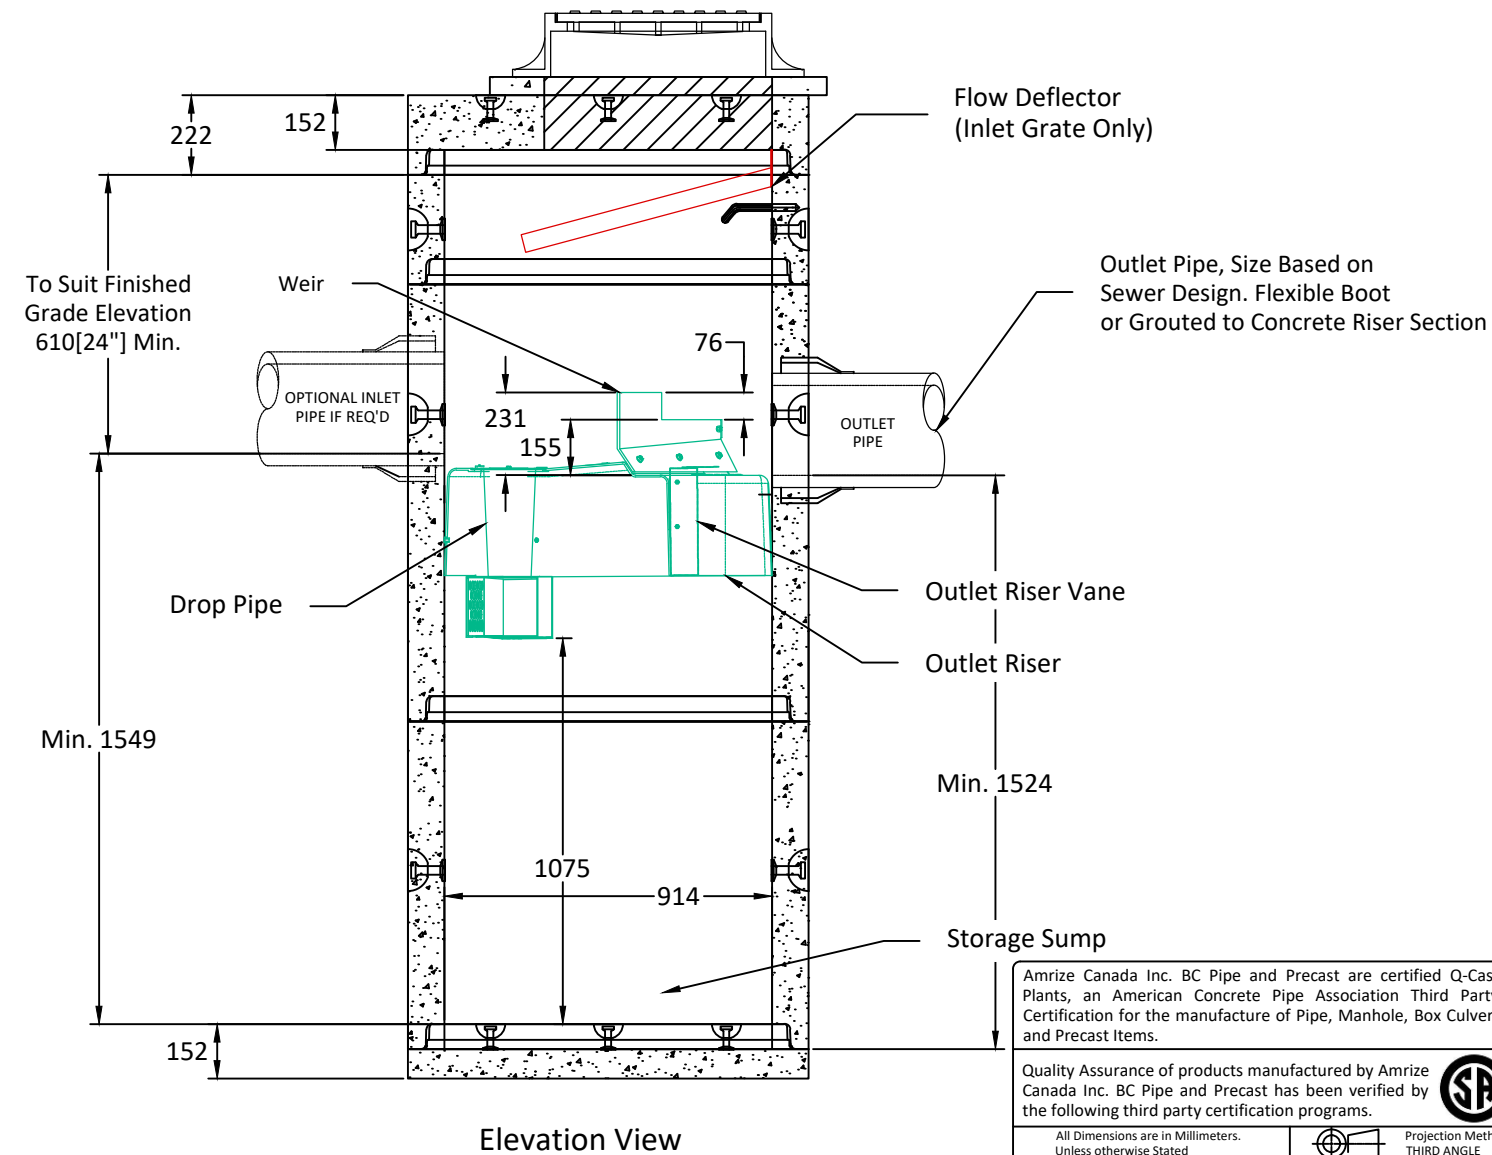 Flow Deflector
(Inlet Grate Only)
222
152
To Suit Finished
Grade Elevation
610[24"] Min.
Weir
Outlet Pipe, Size Based on
Sewer Design. Flexible Boot
or Grouted to Concrete Riser Section
76
OPTIONAL INLET
PIPE IF REQ'D
231
155
OUTLET
PIPE
Drop Pipe
Outlet Riser Vane
Outlet Riser
Min. 1549
Min. 1524
1075
914
Storage Sump
152
Elevation View
Amrize Canada Inc. BC Pipe and Precast are certified Q-Cas
Plants, an American Concrete Pipe Association Third Part
Certification for the manufacture of Pipe, Manhole, Box Culver
and Precast Items.
Quality Assurance of products manufactured by Amrize
Canada Inc. BC Pipe and Precast has been verified by
the following third party certification programs.
All Dimensions are in Millimeters.
Unless otherwise Stated
Projection Meth
THIRD ANGLE